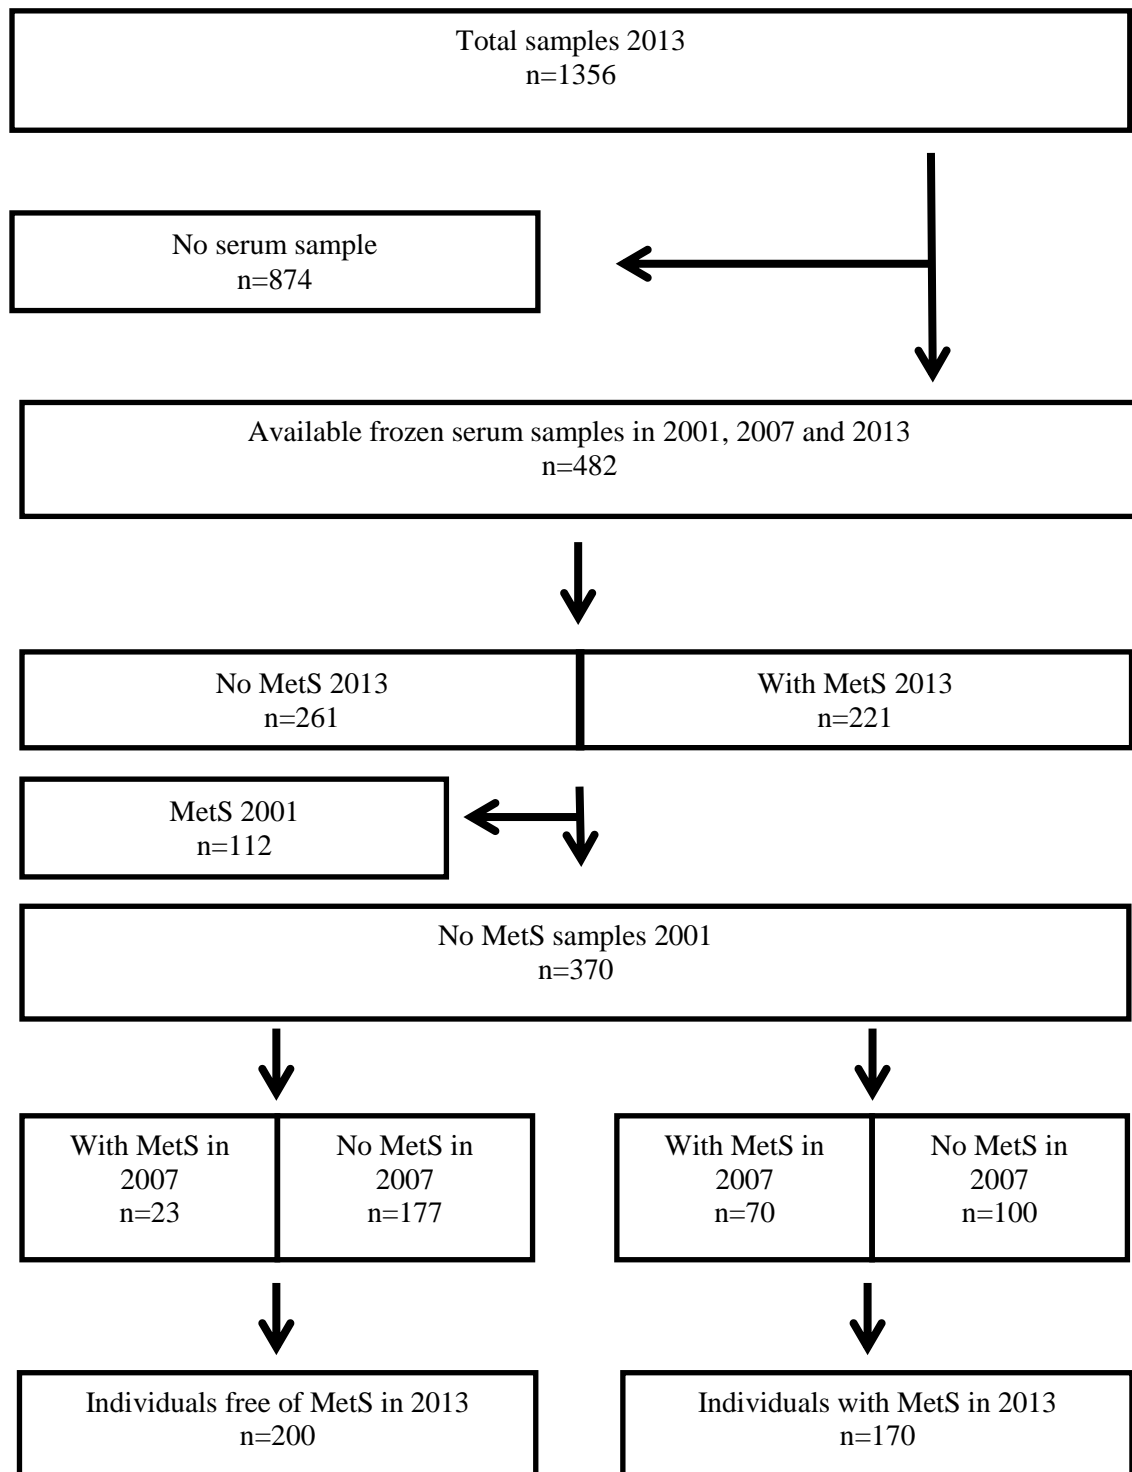 Total samples 2013
n=1356
No serum sample
n=874
Available frozen serum samples in 2001, 2007 and 2013
n=482
No MetS 2013
n=261
With MetS 2013
n=221
MetS 2001
n=112
No MetS samples 2001
n=370
With MetS in
2007
n=23
No MetS in
2007
n=177
With MetS in
2007
n=70
No MetS in
2007
n=100
Individuals free of MetS in 2013
n=200
Individuals with MetS in 2013
n=170